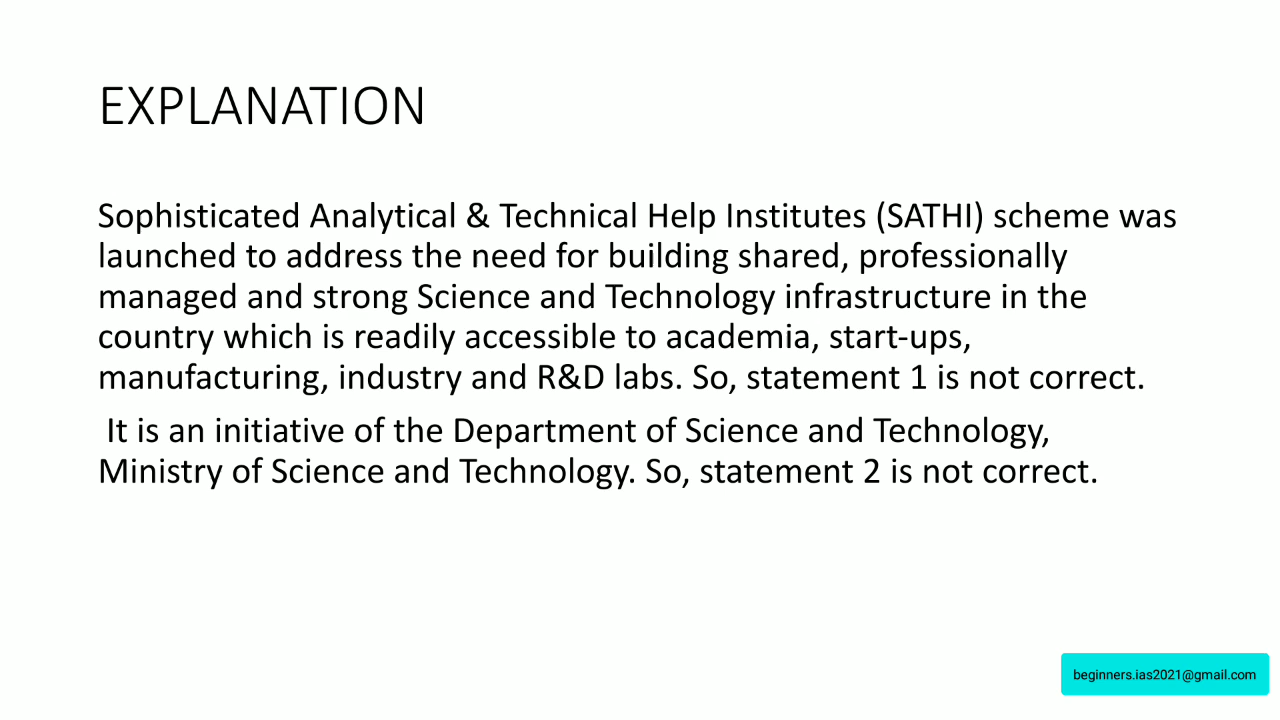 EXPLANATION
Sophisticated Analytical & Technical Help Institutes (SATHI) scheme was
launched to address the need for building shared, professionally
managed and strong Science and Technology infrastructure in the
country which is readily accessible to academia, start-ups,
manufacturing, industry and R&D labs. So, statement 1 is not correct.
It is an initiative of the Department of Science and Technology,
Ministry of Science and Technology. So, statement 2 is not correct.
beginners.ias2021@gmail.com